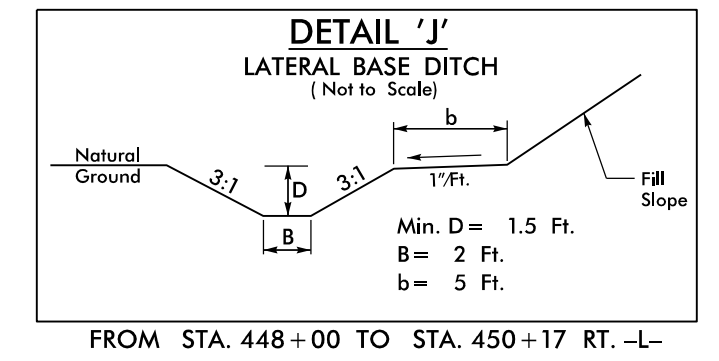 DETAIL 'J'
LATERAL BASE DITCH
( Not to Scale)
b
Natural
Ground
3:1
D
3:1
1"/Ft.
Fill
Slope
B
Min. D = 1.5 Ft.
B = 2 Ft.
b = 5 Ft.
FROM STA. 448+00 TO STA. 450+17 RT. -L-